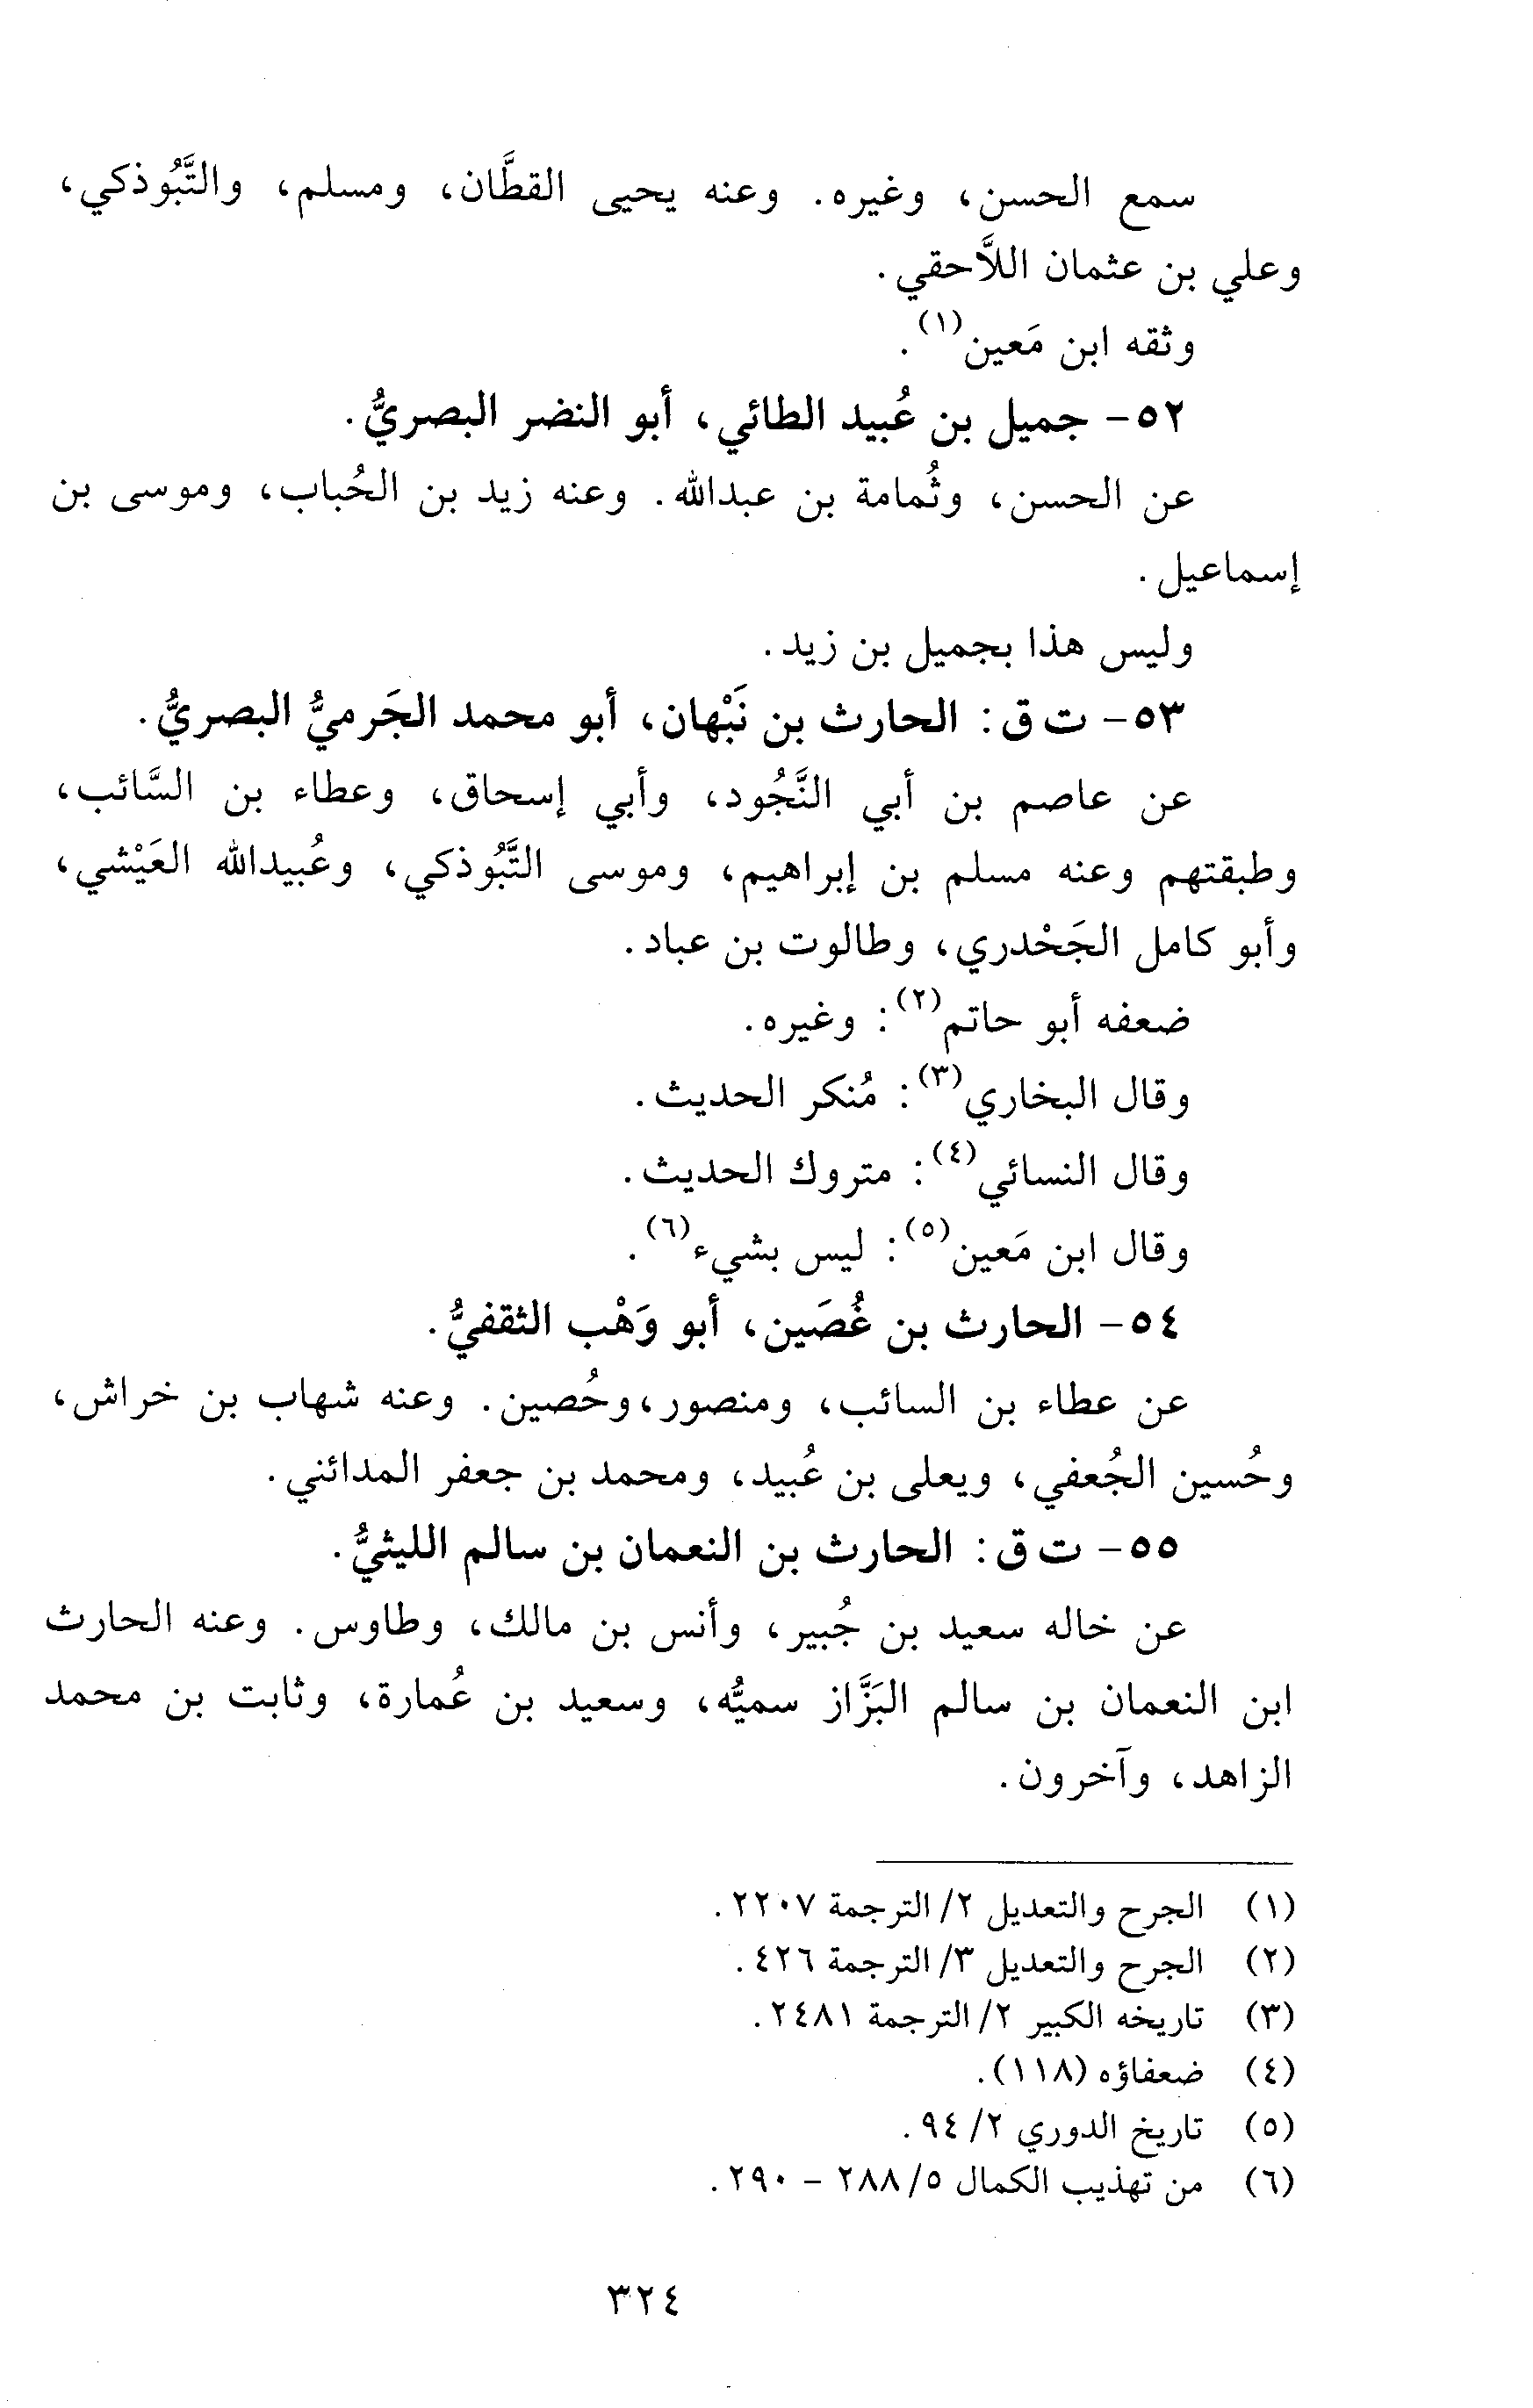 سمع الحسن، وغيره. وعنه يحيى القطَّان، ومسلم، والتَّبُوذكي،
وعلي بن عثمان اللاَّحقي.
وثقه ابن مَعين(١).
٥٢- جميل بن عُبيد الطائي، أبو النضر البصريُّ.
عن الحسن، وثُمامة بن عبدالله. وعنه زيد بن الحُباب، وموسى بن
إسماعيل.
وليس هذا بجميل بن زيد.
٥٣- ت ق: الحارث بن نَبْهان، أبو محمد الجَرميُّ البصريُّ.
عن عاصم بن أبي النَّجُود، وأبي إسحاق، وعطاء بن السَّائب،
وطبقتهم وعنه مسلم بن إبراهيم، وموسى التَّبُوذكي، وعُبيدالله العَيْشي،
وأبو كامل الجَحْدري، وطالوت بن عباد.
ضعفه أبو حاتم(٢): وغيره.
وقال البخاري(٣): مُنكر الحديث.
وقال النسائي(٤): متروك الحديث.
وقال ابن مَعين(٥): ليس بشيء(٦).
٥٤- الحارث بن غُصَين، أبو وَهْب الثقفيُّ.
عن عطاء بن السائب، ومنصور، وحُصين. وعنه شهاب بن خراش،
وحُسين الجُعفي، ويعلى بن عُبيد، ومحمد بن جعفر المدائني.
٥٥- ت ق: الحارث بن النعمان بن سالم الليثيُّ.
عن خاله سعيد بن جُبير، وأنس بن مالك، وطاوس. وعنه الحارث
ابن النعمان بن سالم البَزَّاز سميُّه، وسعيد بن عُمارة، وثابت بن محمد
الزاهد، وآخرون.
(١) الجرح والتعديل ٢/ الترجمة ٢٢٠٧.
(٢) الجرح والتعديل ٣/ الترجمة ٤٢٦.
(٣) تاريخه الكبير ٢/ الترجمة ٢٤٨١.
(٤) ضعفاؤه (١١٨).
(٥) تاريخ الدوري ٢/ ٩٤.
(٦) من تهذيب الكمال ٥/ ٢٨٨ - ٢٩٠.
٣٢٤